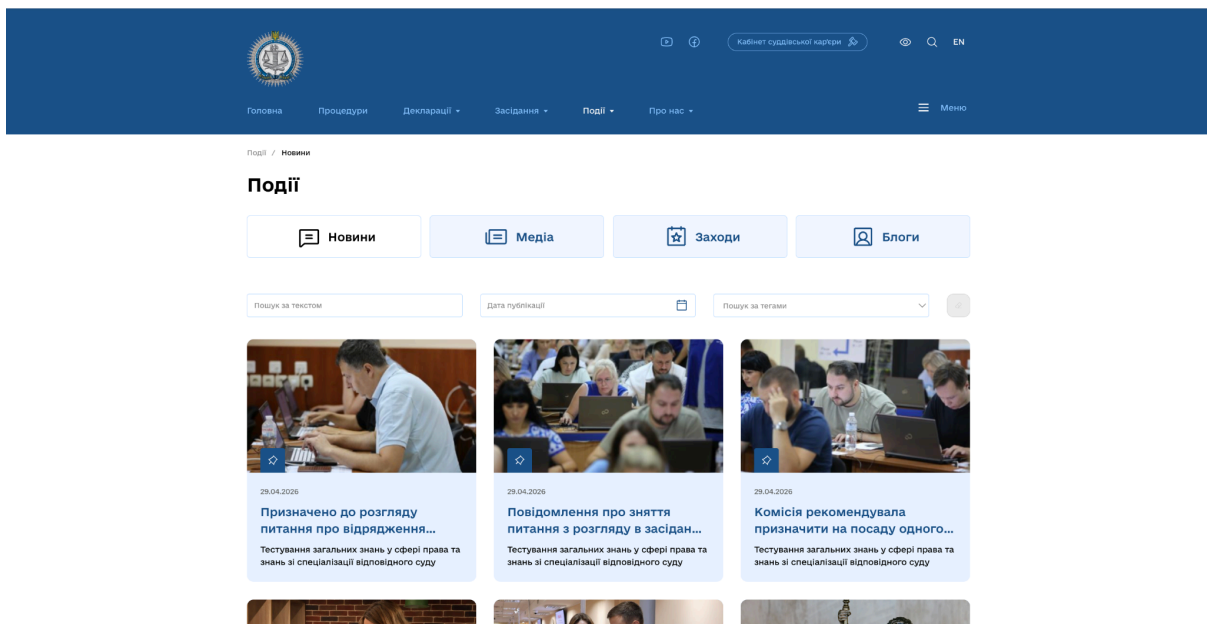 Кабінет суддівської кар'єри
EN
Головна
Процедури
Декларації
Засідання
Події
Про нас
Меню
Події / Новини
Події
Новини
Медіа
Заходи
Блоги
Пошук за текстом
Дата публікації
Пошук за тегами
29.04.2026
Призначено до розгляду
питання про відрядження...
Тестування загальних знань у сфері права та
знань зі спеціалізації відповідного суду
29.04.2026
Повідомлення про зняття
питання з розгляду в засідан...
Тестування загальних знань у сфері права та
знань зі спеціалізації відповідного суду
29.04.2026
Комісія рекомендувала
призначити на посаду одного...
Тестування загальних знань у сфері права та
знань зі спеціалізації відповідного суду